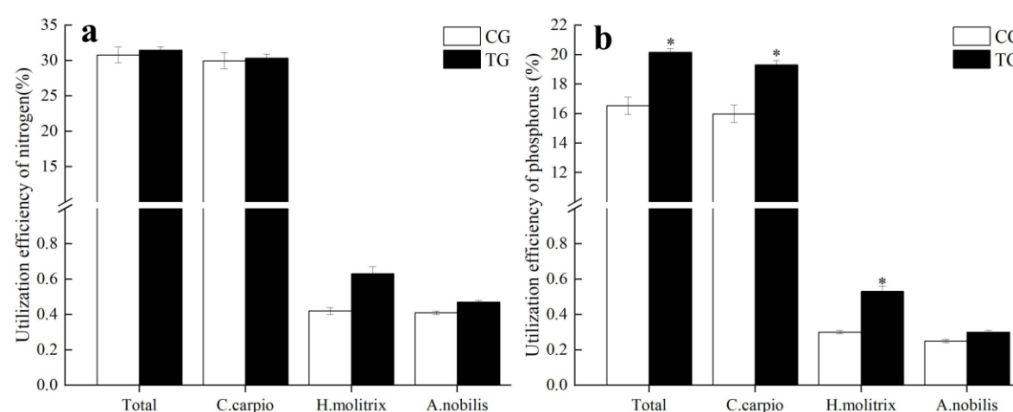 a
CG
TG
Utilization efficiency of nitrogen(%)
35
30
25
20
15
0.8
0.6
0.4
0.2
0.0
Total
C.carpio
H.molitrix
A.nobilis
b
CG
TG
Utilization efficiency of phosphorus (%)
22
20
18
16
14
12
0.8
0.6
0.4
0.2
0.0
*
*
*
Total
C.carpio
H.molitrix
A.nobilis